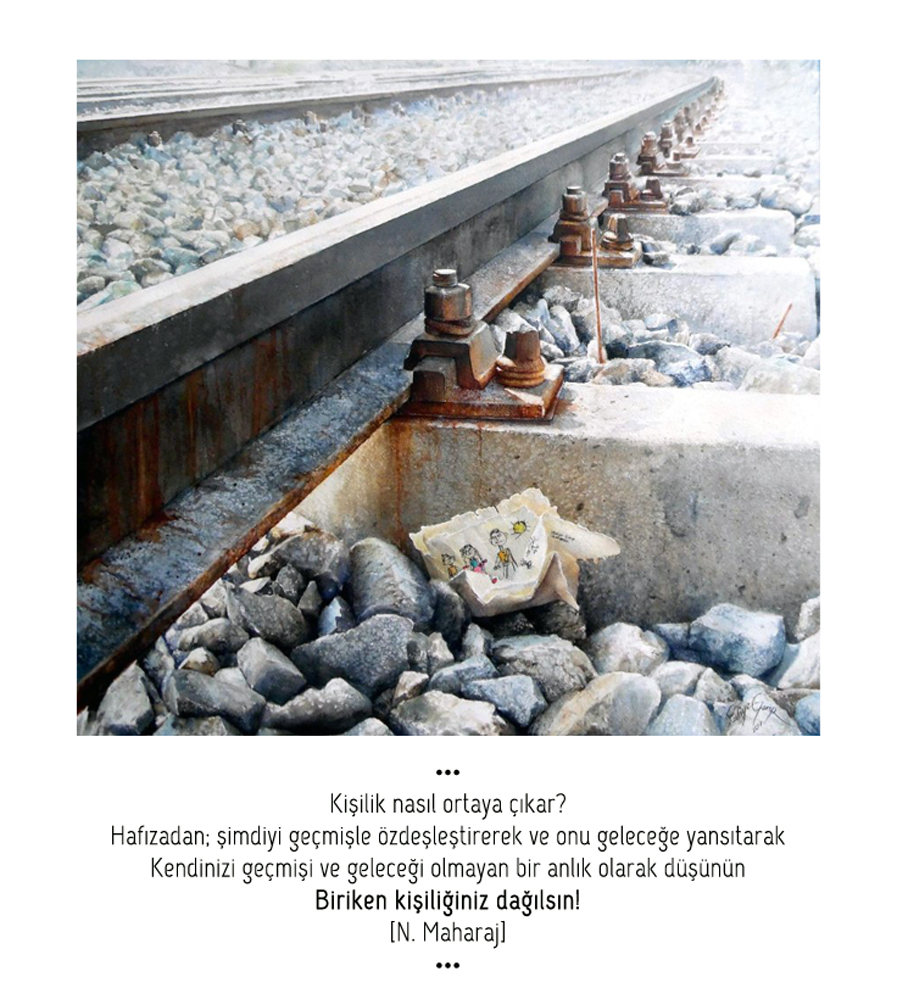 •••
Kişilik nasıl ortaya çıkar?
Hafızadan; şimdiyi geçmişle özdeşleştirerek ve onu geleceğe yansıtarak
Kendinizi geçmişi ve geleceği olmayan bir anlık olarak düşünün
Biriken kişiliğiniz dağılsın!
[N. Maharaj]
•••